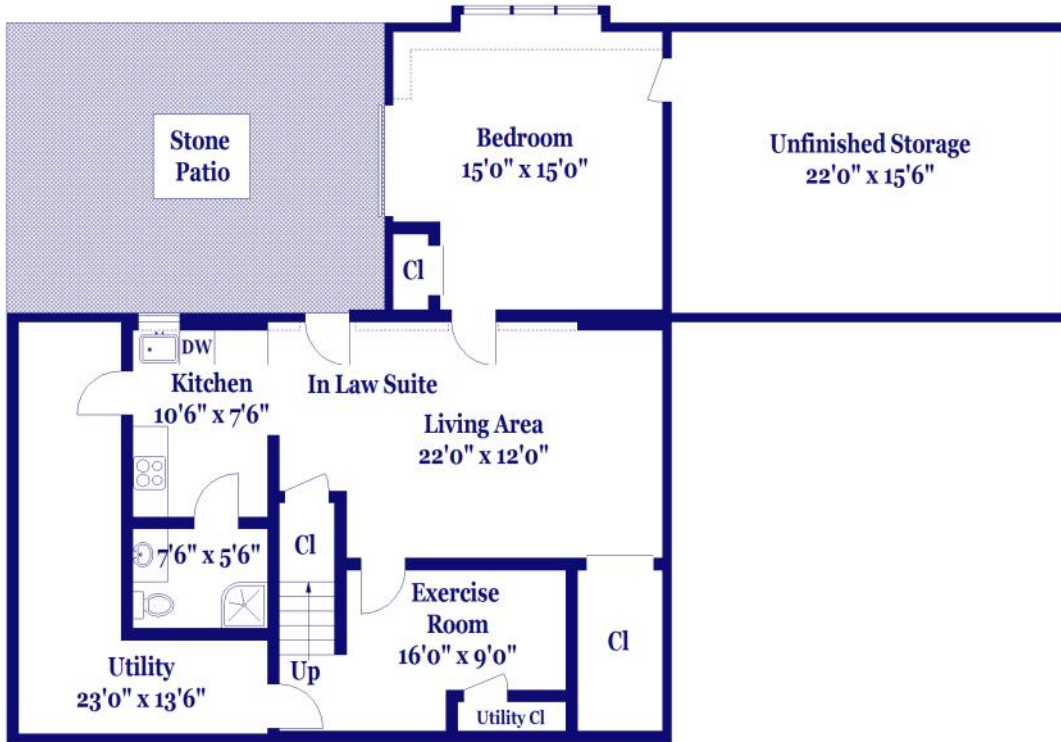 Stone
Patio
Bedroom
15'0" x 15'0"
Unfinished Storage
22'0" x 15'6"
Cl
DW
Kitchen
10'6" x 7'6"
In Law Suite
Living Area
22'0" x 12'0"
7'6" x 5'6"
Cl
Exercise
Room
16'0" x 9'0"
Cl
Utility
23'0" x 13'6"
Up
Utility Cl